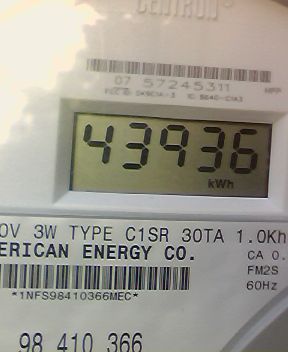 CENTRON®
07 57245311
43936
kWh
0V 3W TYPE C1SR 30TA 1.0Kh
ERICAN ENERGY CO.
CA 0.
FM2S
60Hz
*1NFS98410366MEC*
98 410 366